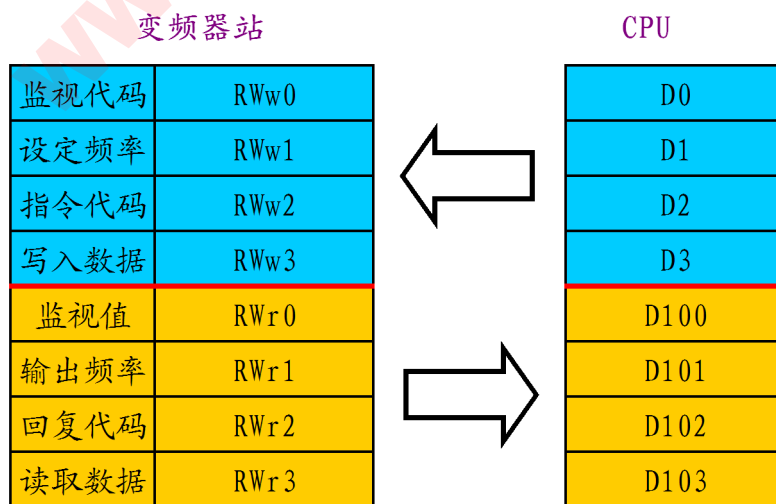 变频器站 CPU
监视代码 RWw0 D0
设定频率 RWw1 D1
指令代码 RWw2 D2
写入数据 RWw3 D3
监视值 RWr0 D100
输出频率 RWr1 D101
回复代码 RWr2 D102
读取数据 RWr3 D103